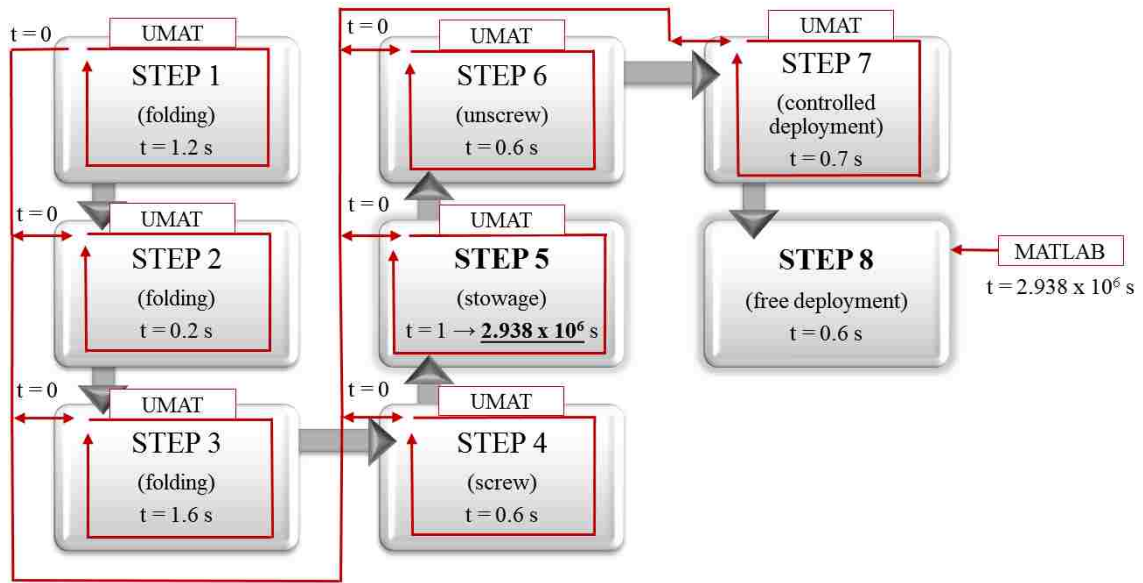 t = 0
UMAT
STEP 1
(folding)
t = 1.2 s
t = 0
UMAT
STEP 2
(folding)
t = 0.2 s
t = 0
UMAT
STEP 3
(folding)
t = 1.6 s
t = 0
UMAT
STEP 4
(screw)
t = 0.6 s
t = 0
UMAT
STEP 5
(stowage)
t = 1 → 2.938 x 10⁶ s
t = 0
UMAT
STEP 6
(unscrew)
t = 0.6 s
UMAT
STEP 7
(controlled
deployment)
t = 0.7 s
STEP 8
(free deployment)
t = 0.6 s
MATLAB
t = 2.938 x 10⁶ s